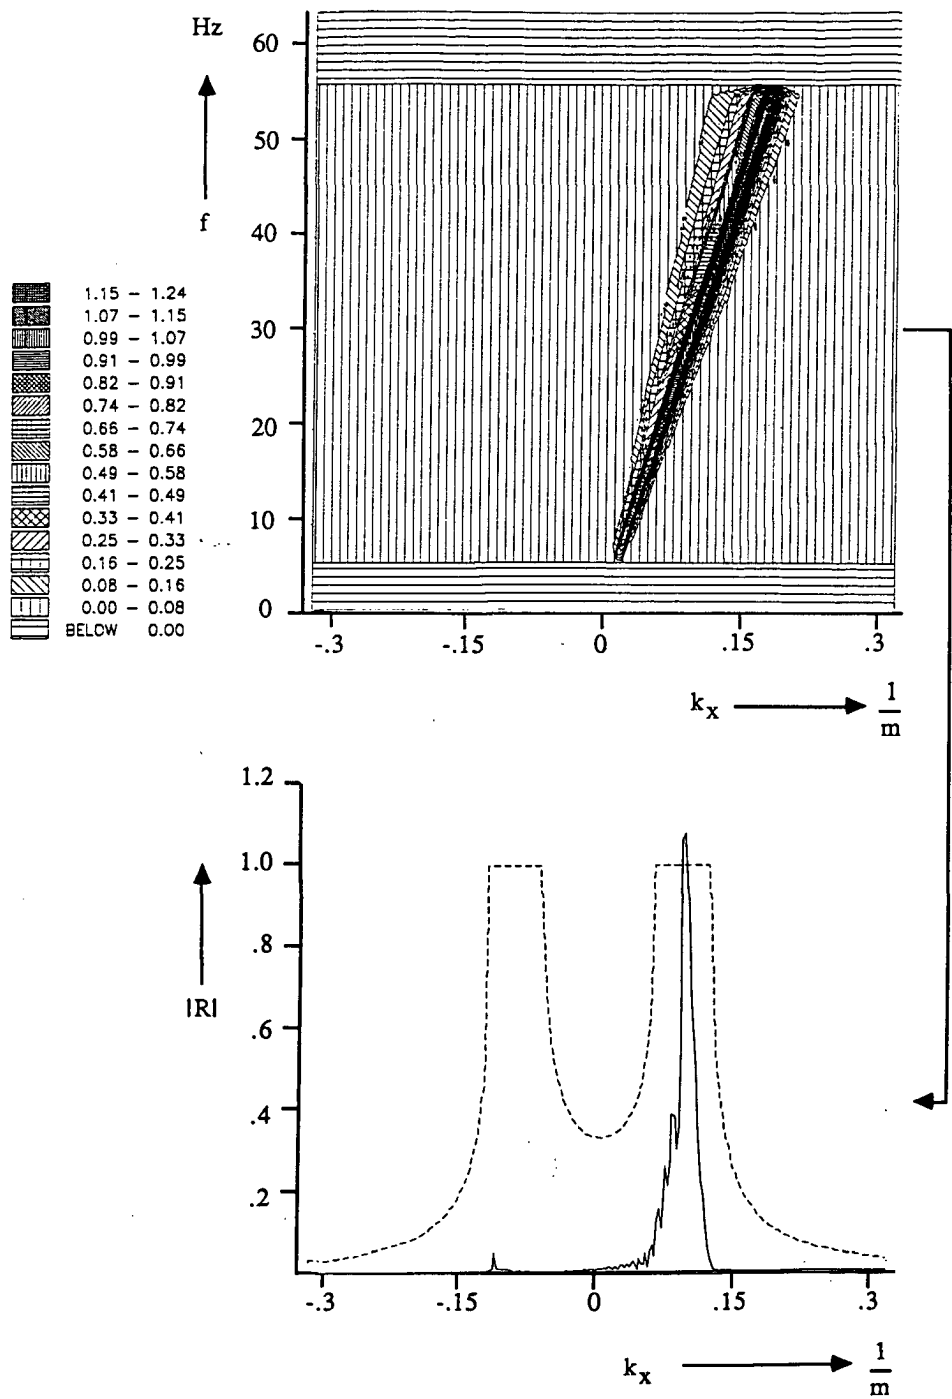 Hz
60
50
f
40
30
20
10
0
-.3 -.15 0 .15 .3
k_x 1/m
1.15 - 1.24
1.07 - 1.15
0.99 - 1.07
0.91 - 0.99
0.82 - 0.91
0.74 - 0.82
0.66 - 0.74
0.58 - 0.66
0.49 - 0.58
0.41 - 0.49
0.33 - 0.41
0.25 - 0.33
0.16 - 0.25
0.08 - 0.16
0.00 - 0.08
BELOW 0.00
1.2
1.0
.8
|R|
.6
.4
.2
-.3 -.15 0 .15 .3
k_x 1/m